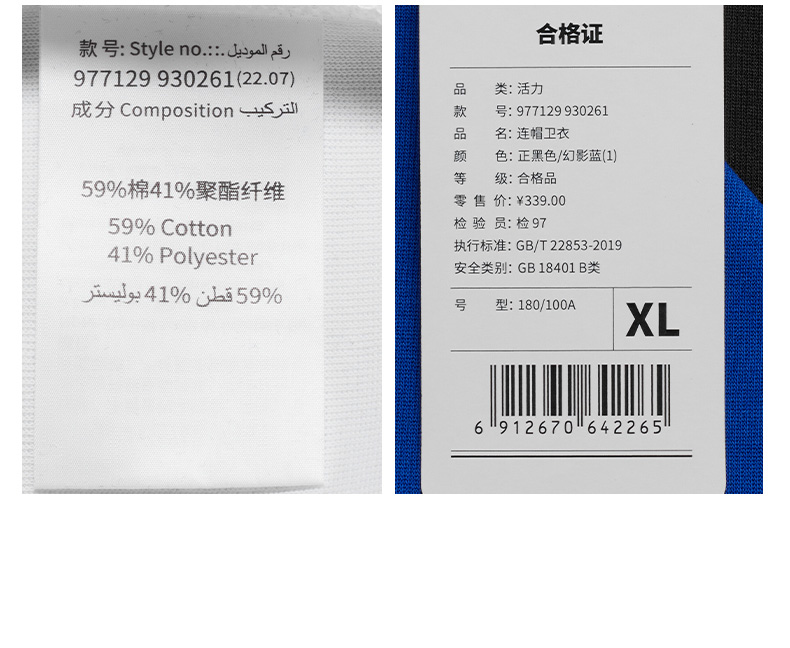 款号: Style no.::.رقم الموديل
977129 930261(22.07)
成分 Composition التركيب
59%棉41%聚酯纤维
59% Cotton
41% Polyester
59% قطن 41% بوليستر
合格证
品 类: 活力
款 号: 977129 930261
品 名: 连帽卫衣
颜 色: 正黑色/幻影蓝(1)
等 级: 合格品
零 售 价: ¥339.00
检 验 员: 检 97
执行标准: GB/T 22853-2019
安全类别: GB 18401 B类
号 型: 180/100A
XL
6 912670 642265